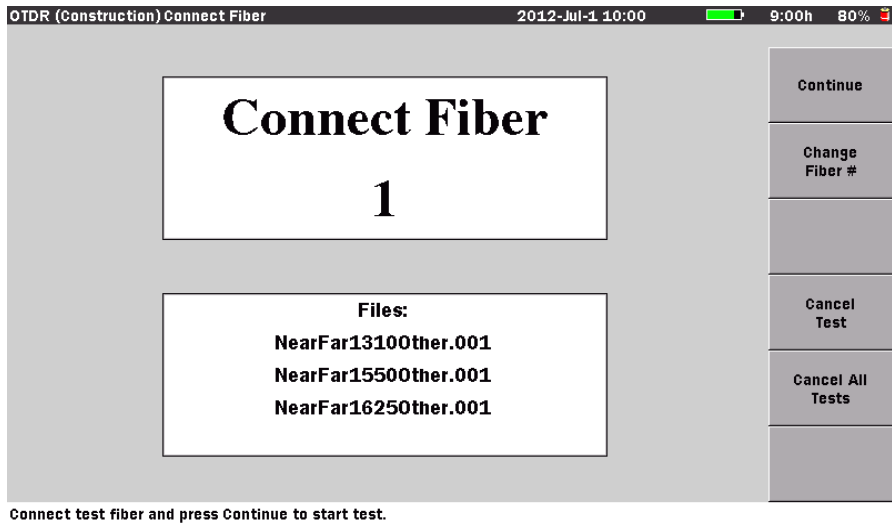 OTDR (Construction) Connect Fiber 2012-Jul-1 10:00 9:00h 80%
Connect Fiber
1
Files:
NearFar1310Other.001
NearFar1550Other.001
NearFar1625Other.001
Continue
Change
Fiber #
Cancel
Test
Cancel All
Tests
Connect test fiber and press Continue to start test.